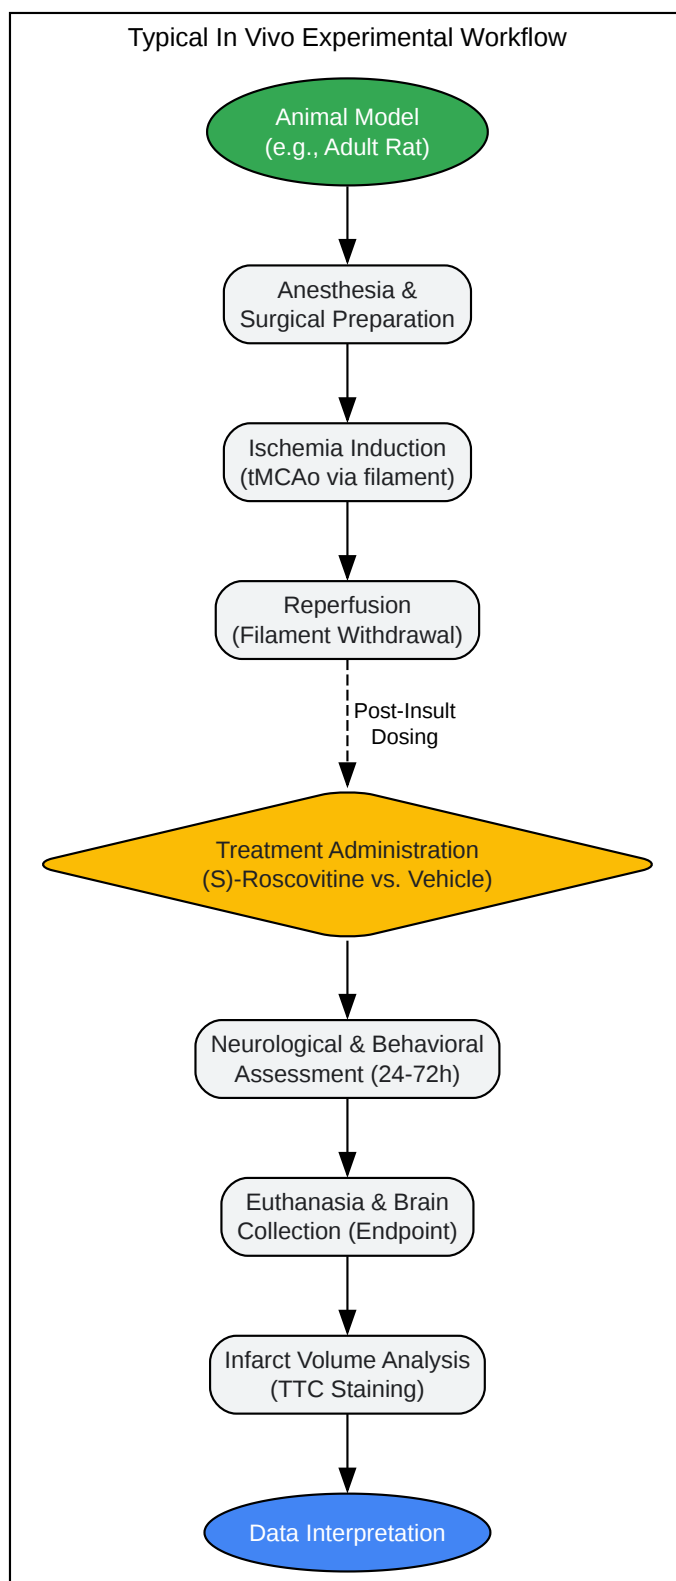 Typical In Vivo Experimental Workflow
Animal Model
(e.g., Adult Rat)
Anesthesia &
Surgical Preparation
Ischemia Induction
(tMCAo via filament)
Reperfusion
(Filament Withdrawal)
Post-Insult
Dosing
Treatment Administration
(S)-Roscovitine vs. Vehicle)
Neurological & Behavioral
Assessment (24-72h)
Euthanasia & Brain
Collection (Endpoint)
Infarct Volume Analysis
(TTC Staining)
Data Interpretation